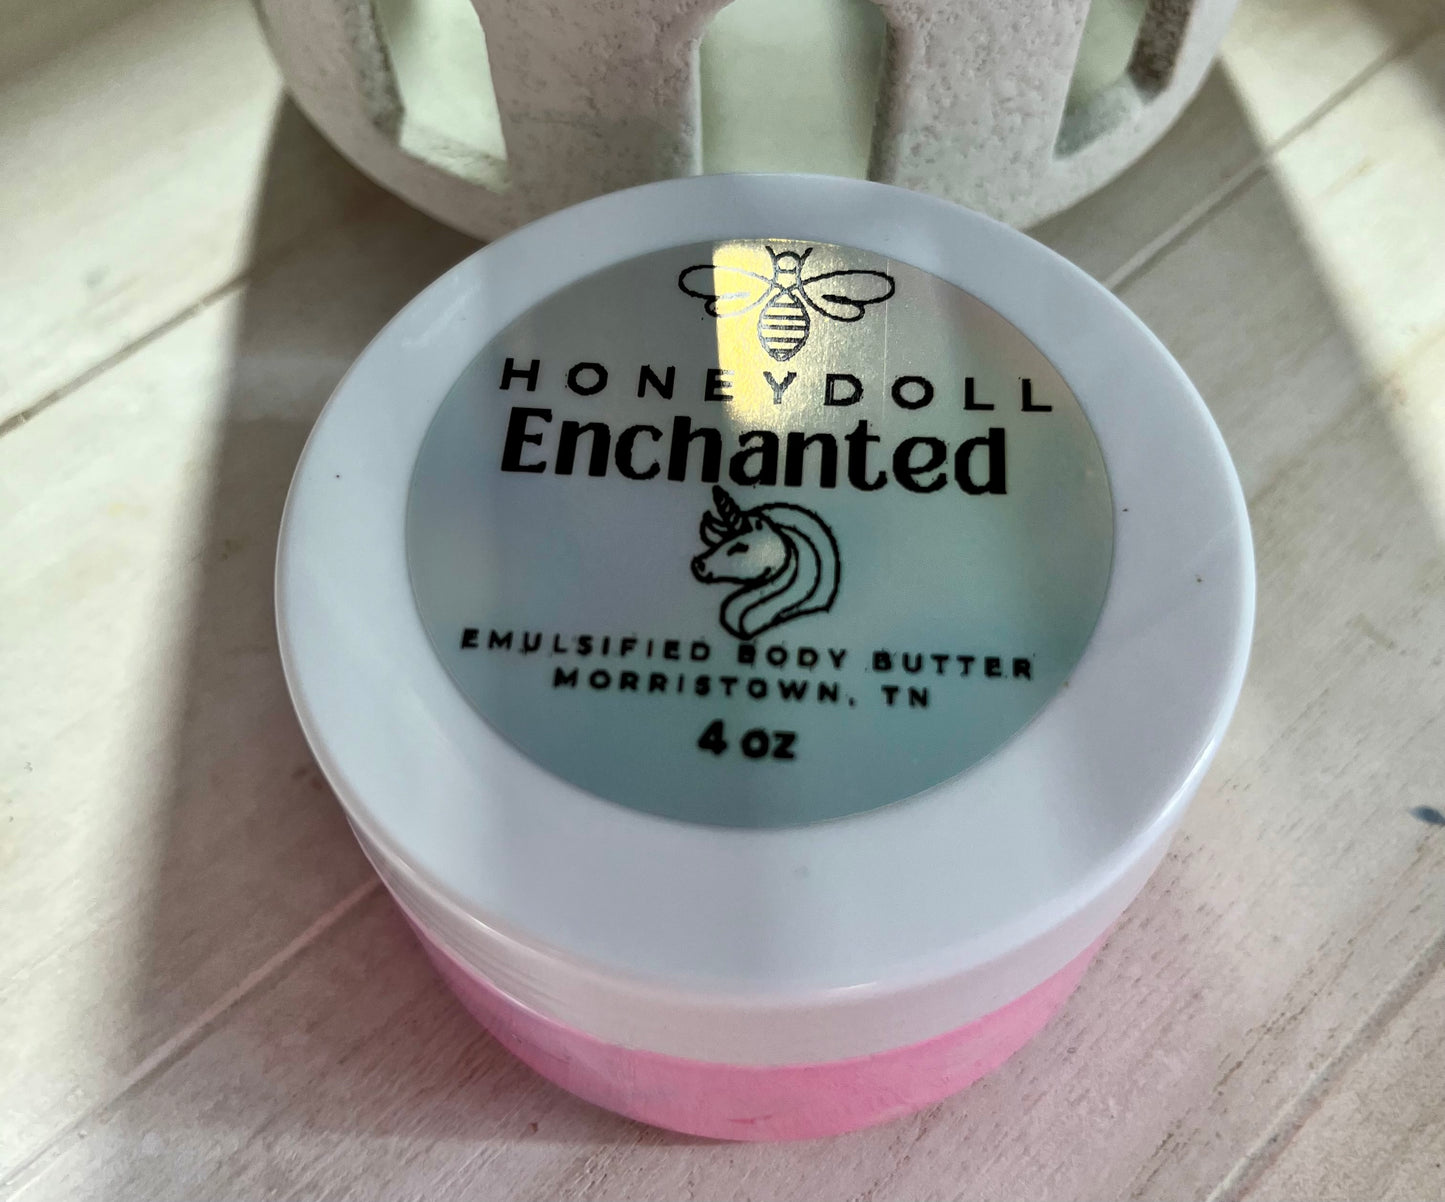 HONEYDOLL
Enchanted
EMULSIFIED BODY BUTTER
MORRISTOWN, TN
4 oz